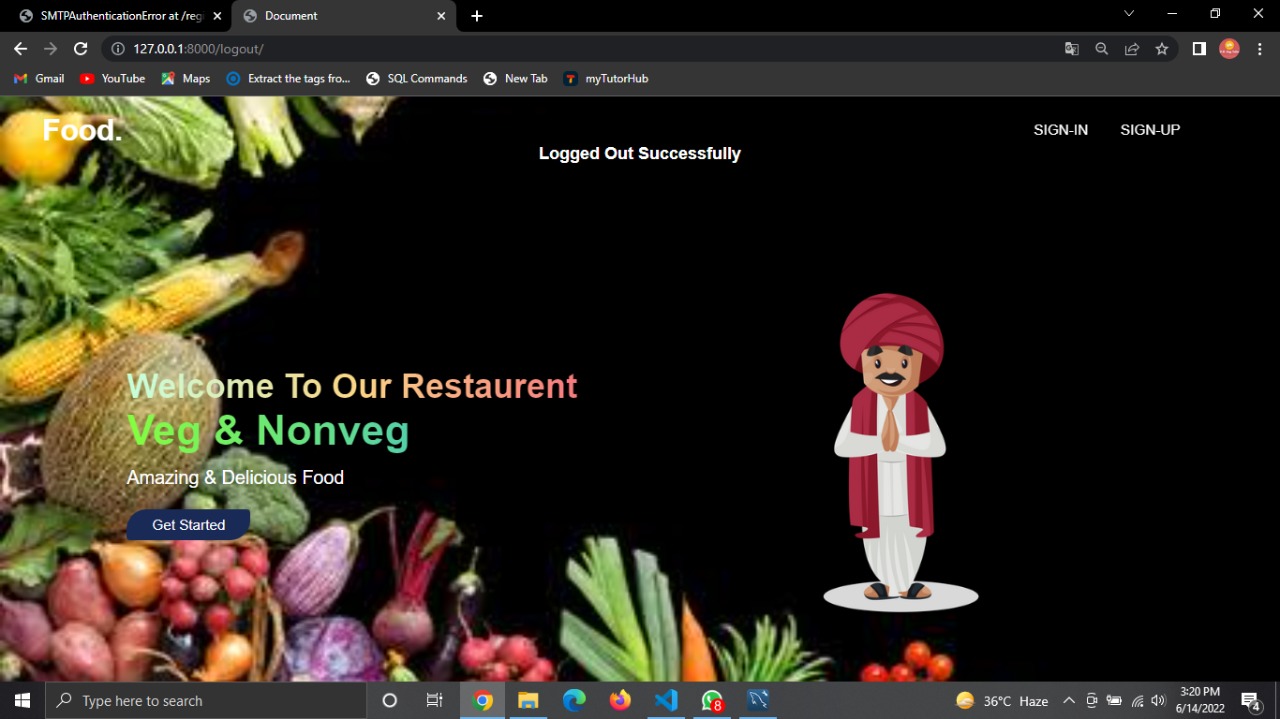 SMTPAuthenticationError at /reg
Document
127.0.0.1:8000/logout/
Gmail
YouTube
Maps
Extract the tags fro...
SQL Commands
New Tab
myTutorHub
Food.
SIGN-IN
SIGN-UP
Logged Out Successfully
Welcome To Our Restaurent
Veg & Nonveg
Amazing & Delicious Food
Get Started
Type here to search
8
36°C Haze
3:20 PM
6/14/2022
4